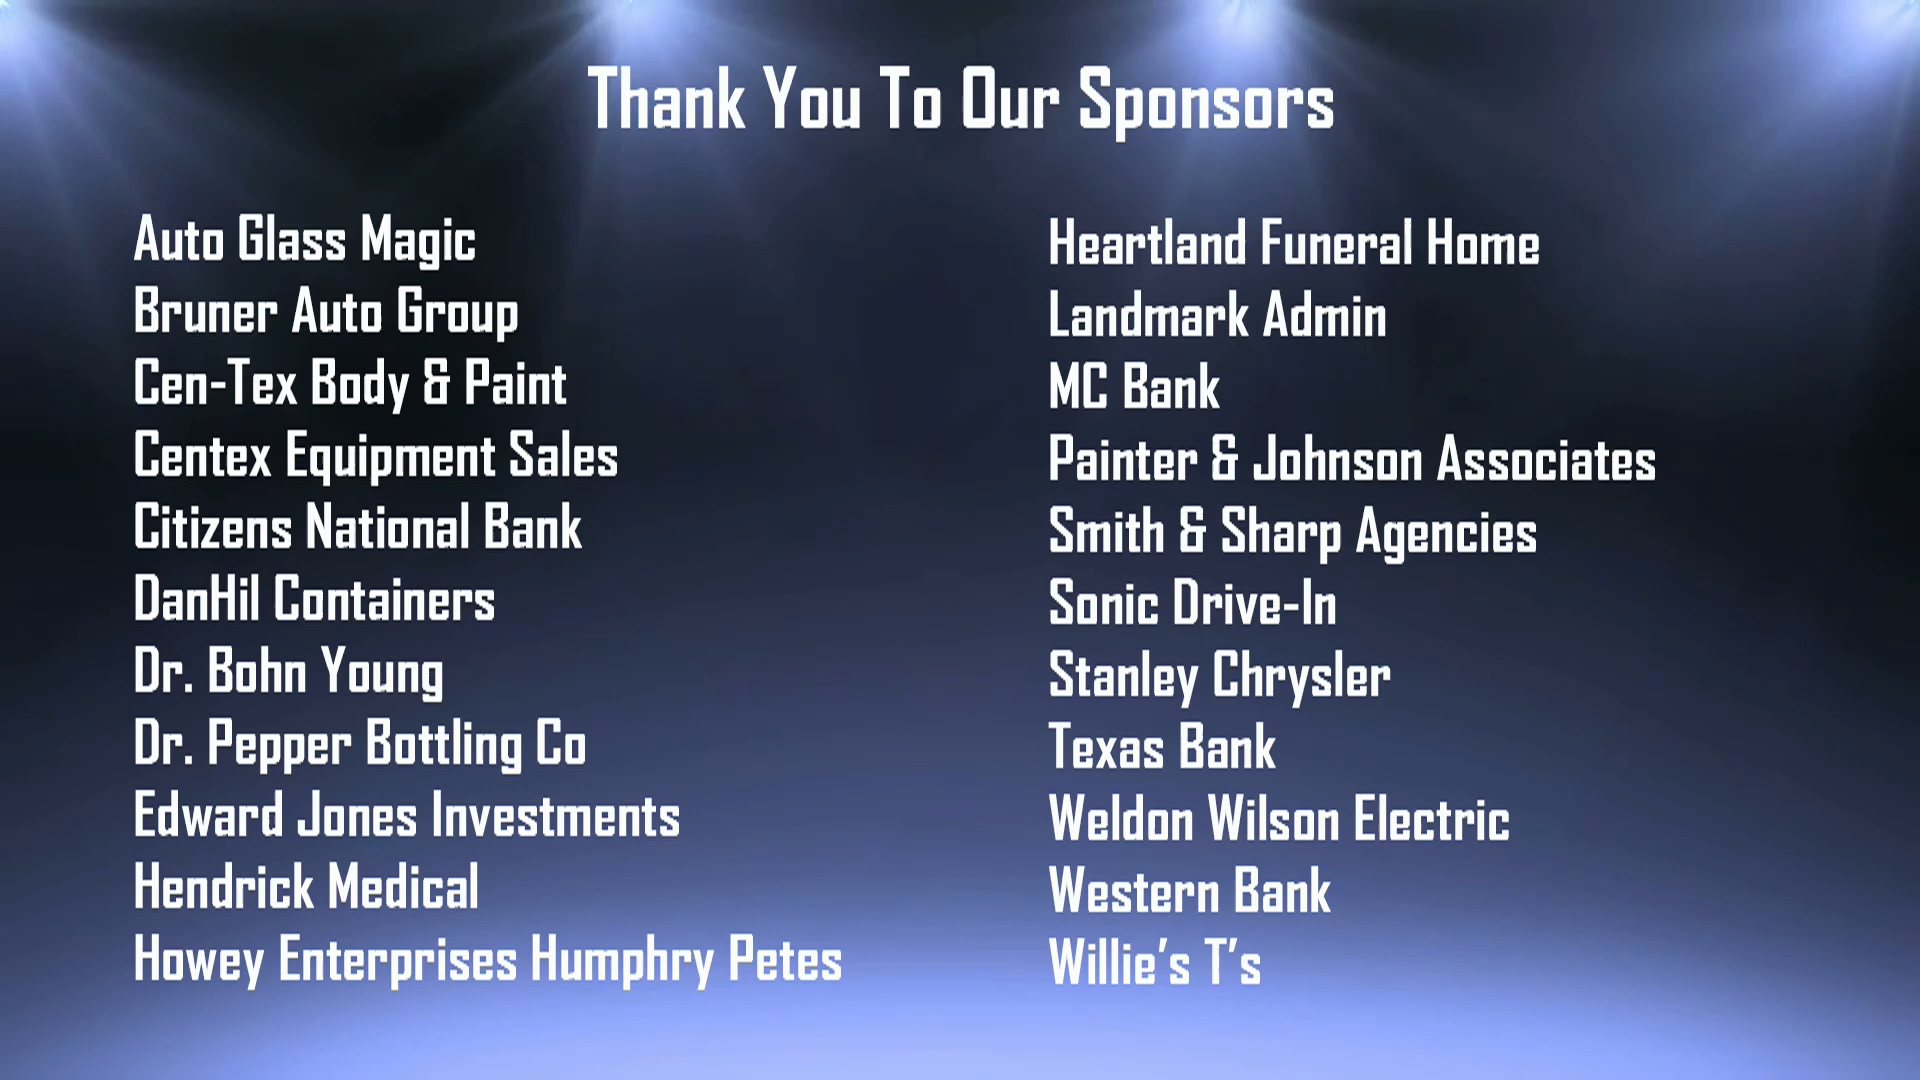 Thank You To Our Sponsors
Auto Glass Magic
Bruner Auto Group
Cen-Tex Body & Paint
Centex Equipment Sales
Citizens National Bank
DanHil Containers
Dr. Bohn Young
Dr. Pepper Bottling Co
Edward Jones Investments
Hendrick Medical
Howey Enterprises Humphry Petes
Heartland Funeral Home
Landmark Admin
MC Bank
Painter & Johnson Associates
Smith & Sharp Agencies
Sonic Drive-In
Stanley Chrysler
Texas Bank
Weldon Wilson Electric
Western Bank
Willie’s T’s